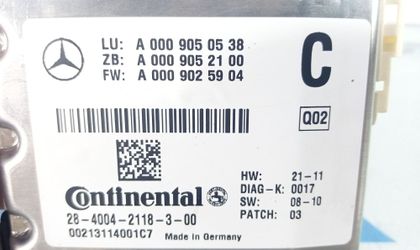 LU: A 000 905 05 38
ZB: A 000 905 21 00
FW: A 000 902 59 04
C
Q02
Continental
28-4004-2118-3-00
00213114001C7 Made in Germany
HW: 21-11
DIAG-K: 0017
SW: 08-10
PATCH: 03